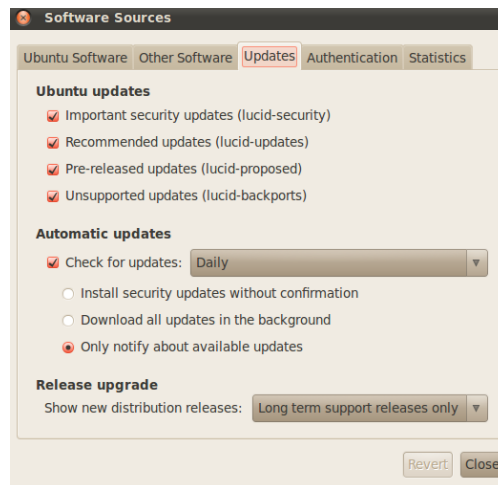 Software Sources
Ubuntu Software Other Software Updates Authentication Statistics
Ubuntu updates
Important security updates (lucid-security)
Recommended updates (lucid-updates)
Pre-released updates (lucid-proposed)
Unsupported updates (lucid-backports)
Automatic updates
Check for updates: Daily
Install security updates without confirmation
Download all updates in the background
Only notify about available updates
Release upgrade
Show new distribution releases: Long term support releases only
Revert Close